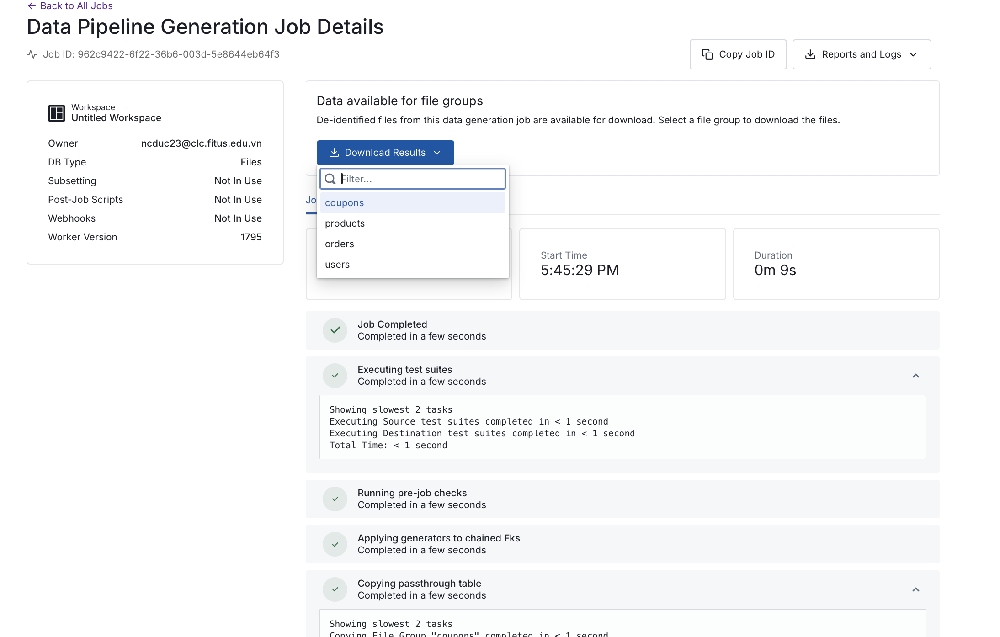 Back to All Jobs
Data Pipeline Generation Job Details
Job ID: 962c9422-6f22-36b6-003d-5e8644eb64f3
Copy Job ID
Reports and Logs
Workspace
Untitled Workspace
Owner ncduc23@clc.fitus.edu.vn
DB Type Files
Subsetting Not In Use
Post-Job Scripts Not In Use
Webhooks Not In Use
Worker Version 1795
Data available for file groups
De-identified files from this data generation job are available for download. Select a file group to download the files.
Download Results
Filter...
coupons
products
orders
users
Jo
Start Time
5:45:29 PM
Duration
0m 9s
Job Completed
Completed in a few seconds
Executing test suites
Completed in a few seconds
Showing slowest 2 tasks
Executing Source test suites completed in < 1 second
Executing Destination test suites completed in < 1 second
Total Time: < 1 second
Running pre-job checks
Completed in a few seconds
Applying generators to chained Fks
Completed in a few seconds
Copying passthrough table
Completed in a few seconds
Showing slowest 2 tasks
Copying File Group "coupons" completed in < 1 second